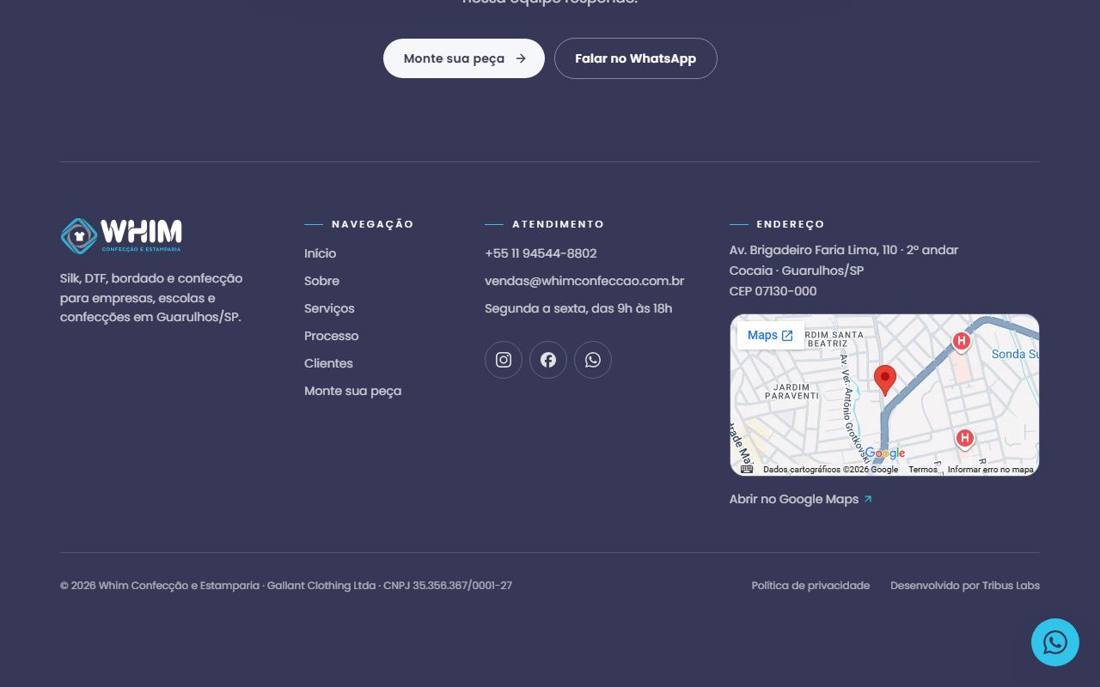 nossa equipe responde.
Monte sua peça
Falar no WhatsApp
WHIM
CONFECÇÃO E ESTAMPARIA
Silk, DTF, bordado e confecção
para empresas, escolas e
confecções em Guarulhos/SP.
NAVEGAÇÃO
Início
Sobre
Serviços
Processo
Clientes
Monte sua peça
ATENDIMENTO
+55 11 94544-8802
vendas@whimconfeccao.com.br
Segunda a sexta, das 9h às 18h
ENDEREÇO
Av. Brigadeiro Faria Lima, 110 · 2º andar
Cocaia · Guarulhos/SP
CEP 07130-000
Maps
RDIM SANTA
BEATRIZ
H
Sonda Su
JARDIM
PARAVENTI
Av. Ver. Antônio Grotkovski
H
Google
Dados cartográficos ©2026 Google
Termos
Informar erro no mapa
Abrir no Google Maps
© 2026 Whim Confecção e Estamparia · Gallant Clothing Ltda · CNPJ 35.356.367/0001-27
Política de privacidade
Desenvolvido por Tribus Labs